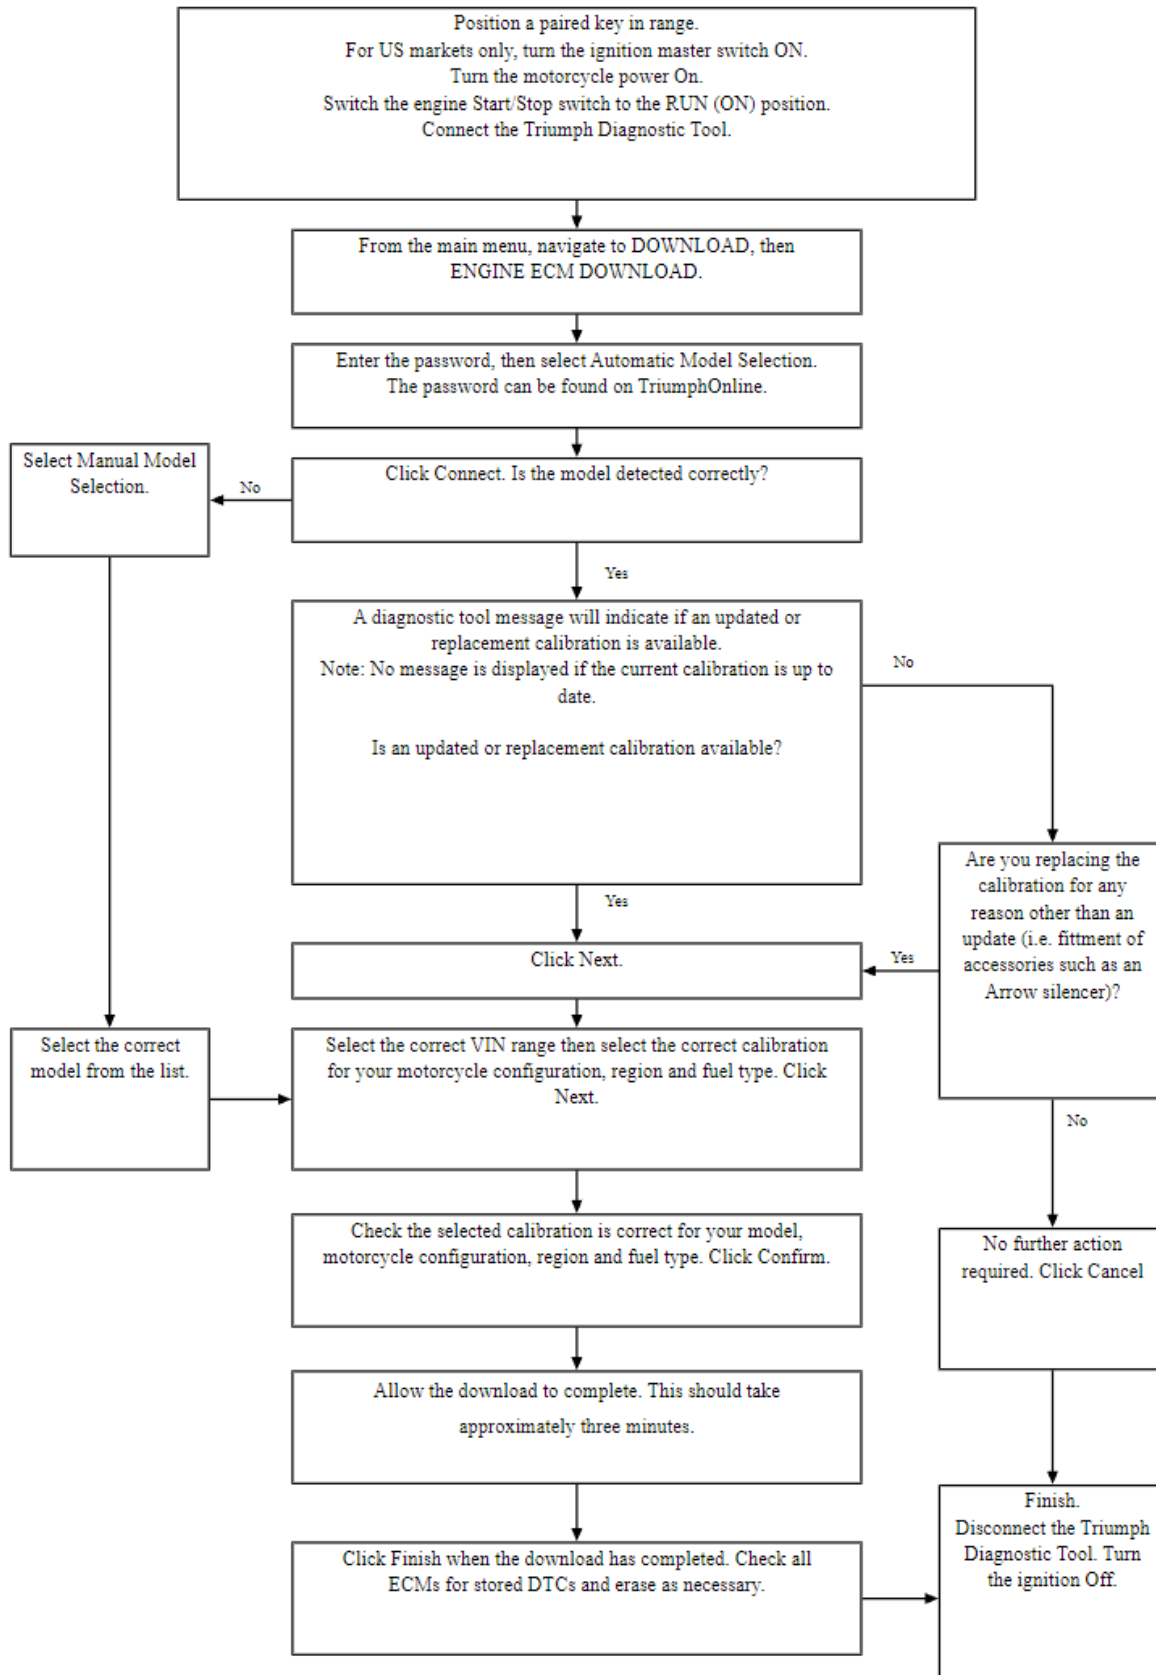 Position a paired key in range.
For US markets only, turn the ignition master switch ON.
Turn the motorcycle power On.
Switch the engine Start/Stop switch to the RUN (ON) position.
Connect the Triumph Diagnostic Tool.
From the main menu, navigate to DOWNLOAD, then
ENGINE ECM DOWNLOAD.
Enter the password, then select Automatic Model Selection.
The password can be found on TriumphOnline.
Select Manual Model
Selection.
No
Click Connect. Is the model detected correctly?
Yes
A diagnostic tool message will indicate if an updated or
replacement calibration is available.
Note: No message is displayed if the current calibration is up to
date.
Is an updated or replacement calibration available?
No
Yes
Are you replacing the
calibration for any
reason other than an
update (i.e. fittment of
accessories such as an
Arrow silencer)?
Yes
Click Next.
Select the correct
model from the list.
Select the correct VIN range then select the correct calibration
for your motorcycle configuration, region and fuel type. Click
Next.
No
Check the selected calibration is correct for your model,
motorcycle configuration, region and fuel type. Click Confirm.
No further action
required. Click Cancel
Allow the download to complete. This should take
approximately three minutes.
Click Finish when the download has completed. Check all
ECMs for stored DTCs and erase as necessary.
Finish.
Disconnect the Triumph
Diagnostic Tool. Turn
the ignition Off.